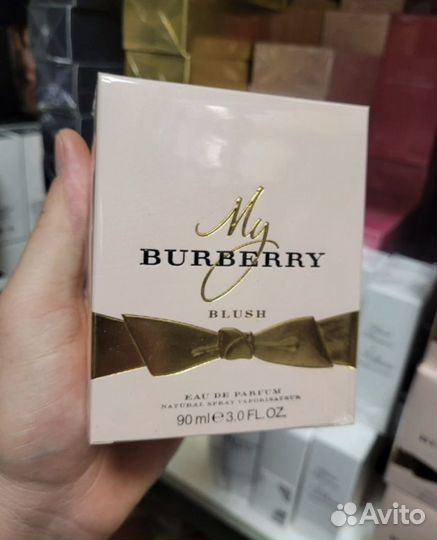 My
BURBERRY
BLUSH
EAU DE PARFUM
NATURAL SPRAY VAPORISATEUR
90 ml ℮ 3.0 FL.OZ.
Avito